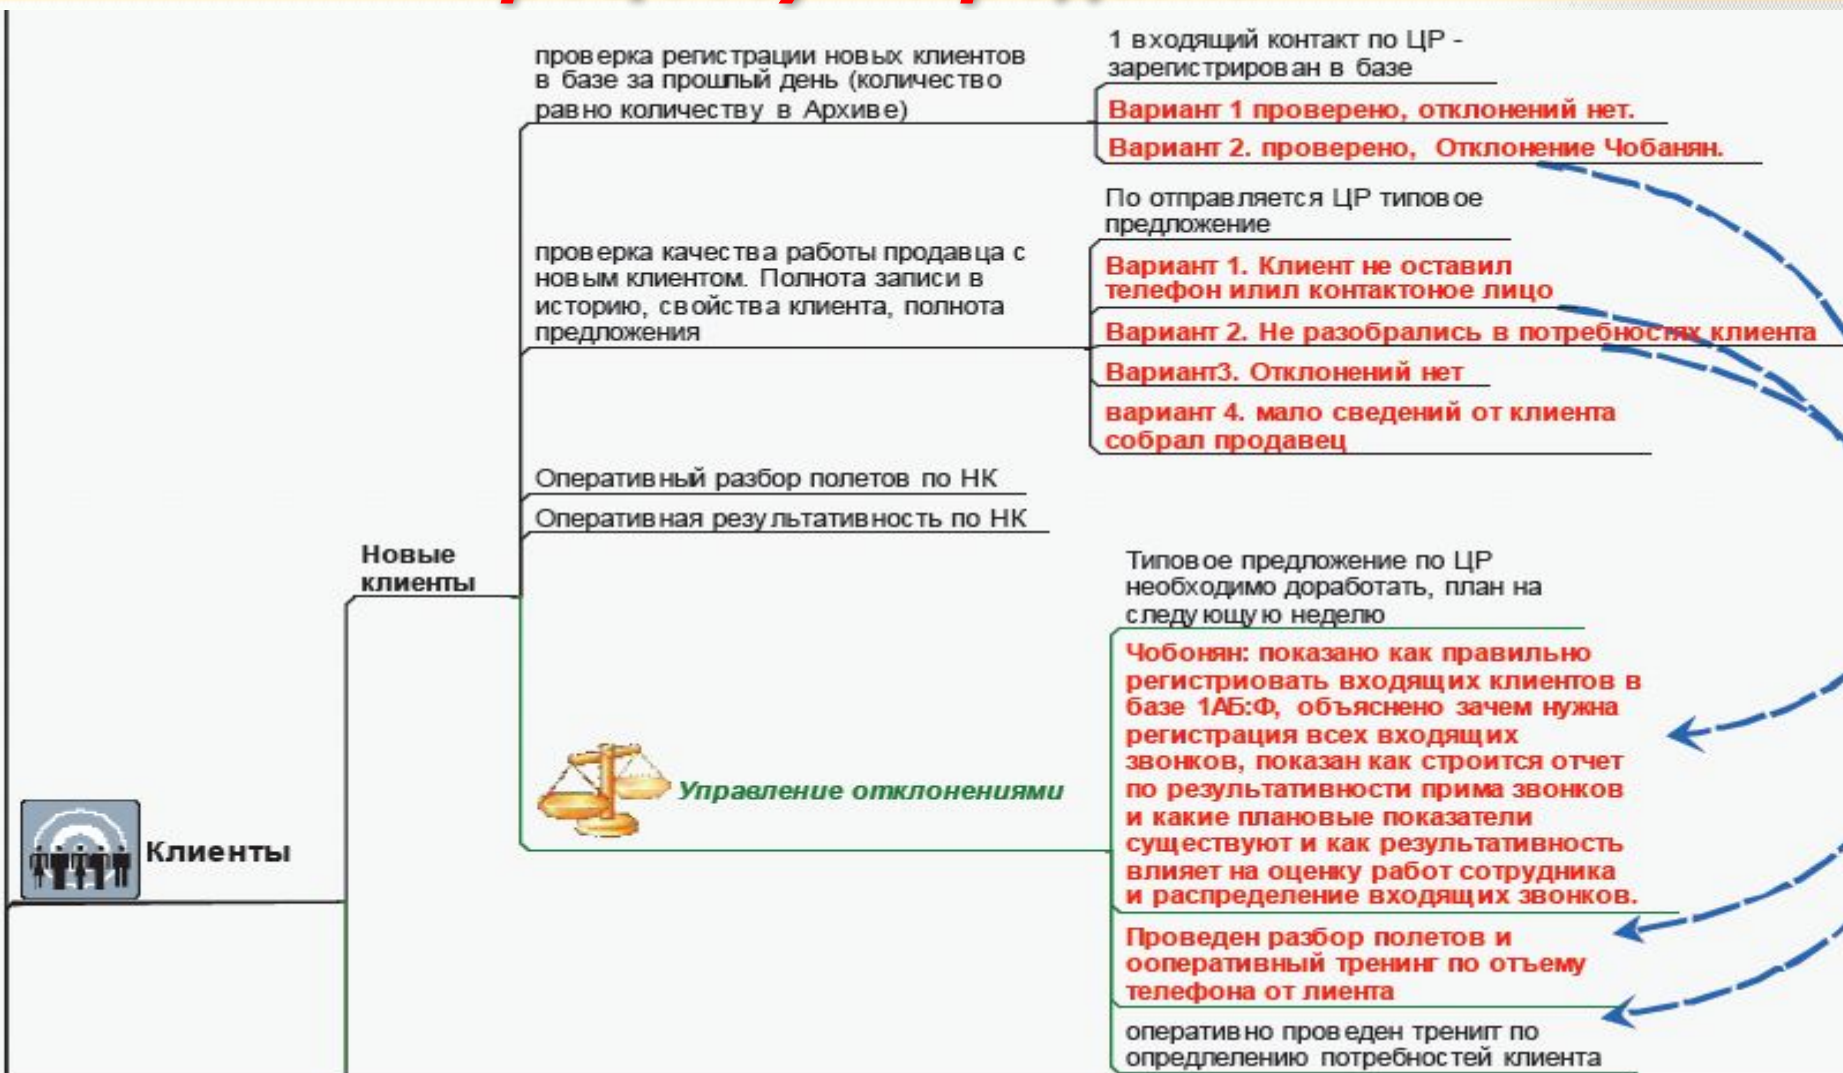 проверка регистрации новых клиентов
в базе за прошлый день (количество
равно количеству в Архиве)
1 входящий контакт по ЦР -
зарегистрирован в базе
Вариант 1 проверено, отклонений нет.
Вариант 2. проверено, Отклонение Чобанян.
проверка качества работы продавца с
новым клиентом. Полнота записи в
историю, свойства клиента, полнота
предложения
По отправляется ЦР типовое
предложение
Вариант 1. Клиент не оставил
телефон илил контактоное лицо
Вариант 2. Не разобрались в потребностях клиента
Вариант3. Отклонений нет
вариант 4. мало сведений от клиента
собрал продавец
Оперативный разбор полетов по НК
Оперативная результативность по НК
Новые
клиенты
Типовое предложение по ЦР
необходимо доработать, план на
следующую неделю
Чобонян: показано как правильно
регистриовать входящих клиентов в
базе 1АБ:Ф, объяснено зачем нужна
регистрация всех входящих
звонков, показан как строится отчет
по результативности прима звонков
и какие плановые показатели
существуют и как результативность
влияет на оценку работ сотрудника
и распределение входящих звонков.
Управление отклонениями
Клиенты
Проведен разбор полетов и
ооперативный тренинг по отъему
телефона от лиента
оперативно проведен тренигг по
опредлелению потребностей клиента